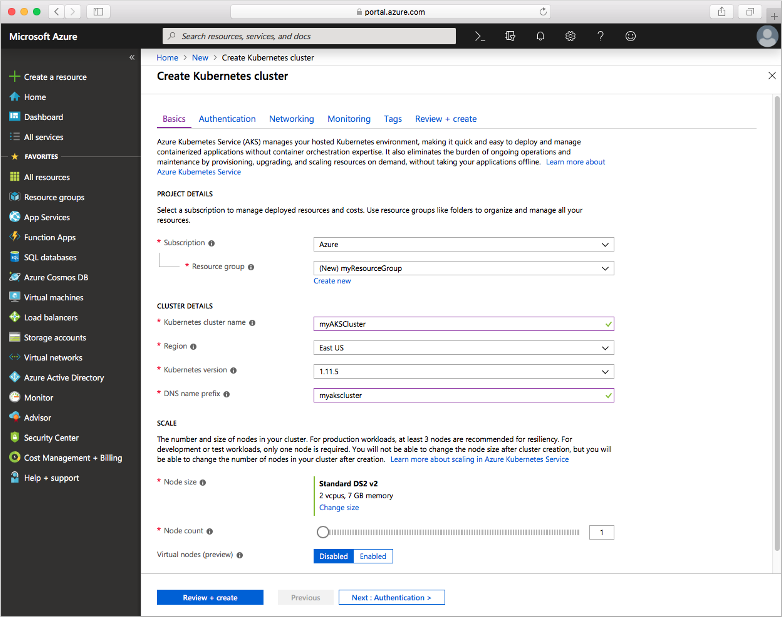 portal.azure.com
Microsoft Azure
Search resources, services, and docs
Create a resource
Home
Dashboard
All services
FAVORITES
All resources
Resource groups
App Services
Function Apps
SQL databases
Azure Cosmos DB
Virtual machines
Load balancers
Storage accounts
Virtual networks
Azure Active Directory
Monitor
Advisor
Security Center
Cost Management + Billing
Help + support
Home > New > Create Kubernetes cluster
Create Kubernetes cluster
Basics Authentication Networking Monitoring Tags Review + create
Azure Kubernetes Service (AKS) manages your hosted Kubernetes environment, making it quick and easy to deploy and manage
containerized applications without container orchestration expertise. It also eliminates the burden of ongoing operations and
maintenance by provisioning, upgrading, and scaling resources on demand, without taking your applications offline. Learn more about
Azure Kubernetes Service
PROJECT DETAILS
Select a subscription to manage deployed resources and costs. Use resource groups like folders to organize and manage all your
resources.
* Subscription Azure
* Resource group (New) myResourceGroup
Create new
CLUSTER DETAILS
* Kubernetes cluster name myAKSCluster
* Region East US
* Kubernetes version 1.11.5
* DNS name prefix myakscluster
SCALE
The number and size of nodes in your cluster. For production workloads, at least 3 nodes are recommended for resiliency. For
development or test workloads, only one node is required. You will not be able to change the node size after cluster creation, but you will
be able to change the number of nodes in your cluster after creation. Learn more about scaling in Azure Kubernetes Service
* Node size Standard DS2 v2
2 vcpus, 7 GB memory
Change size
* Node count 1
Virtual nodes (preview) Disabled Enabled
Review + create Previous Next : Authentication >